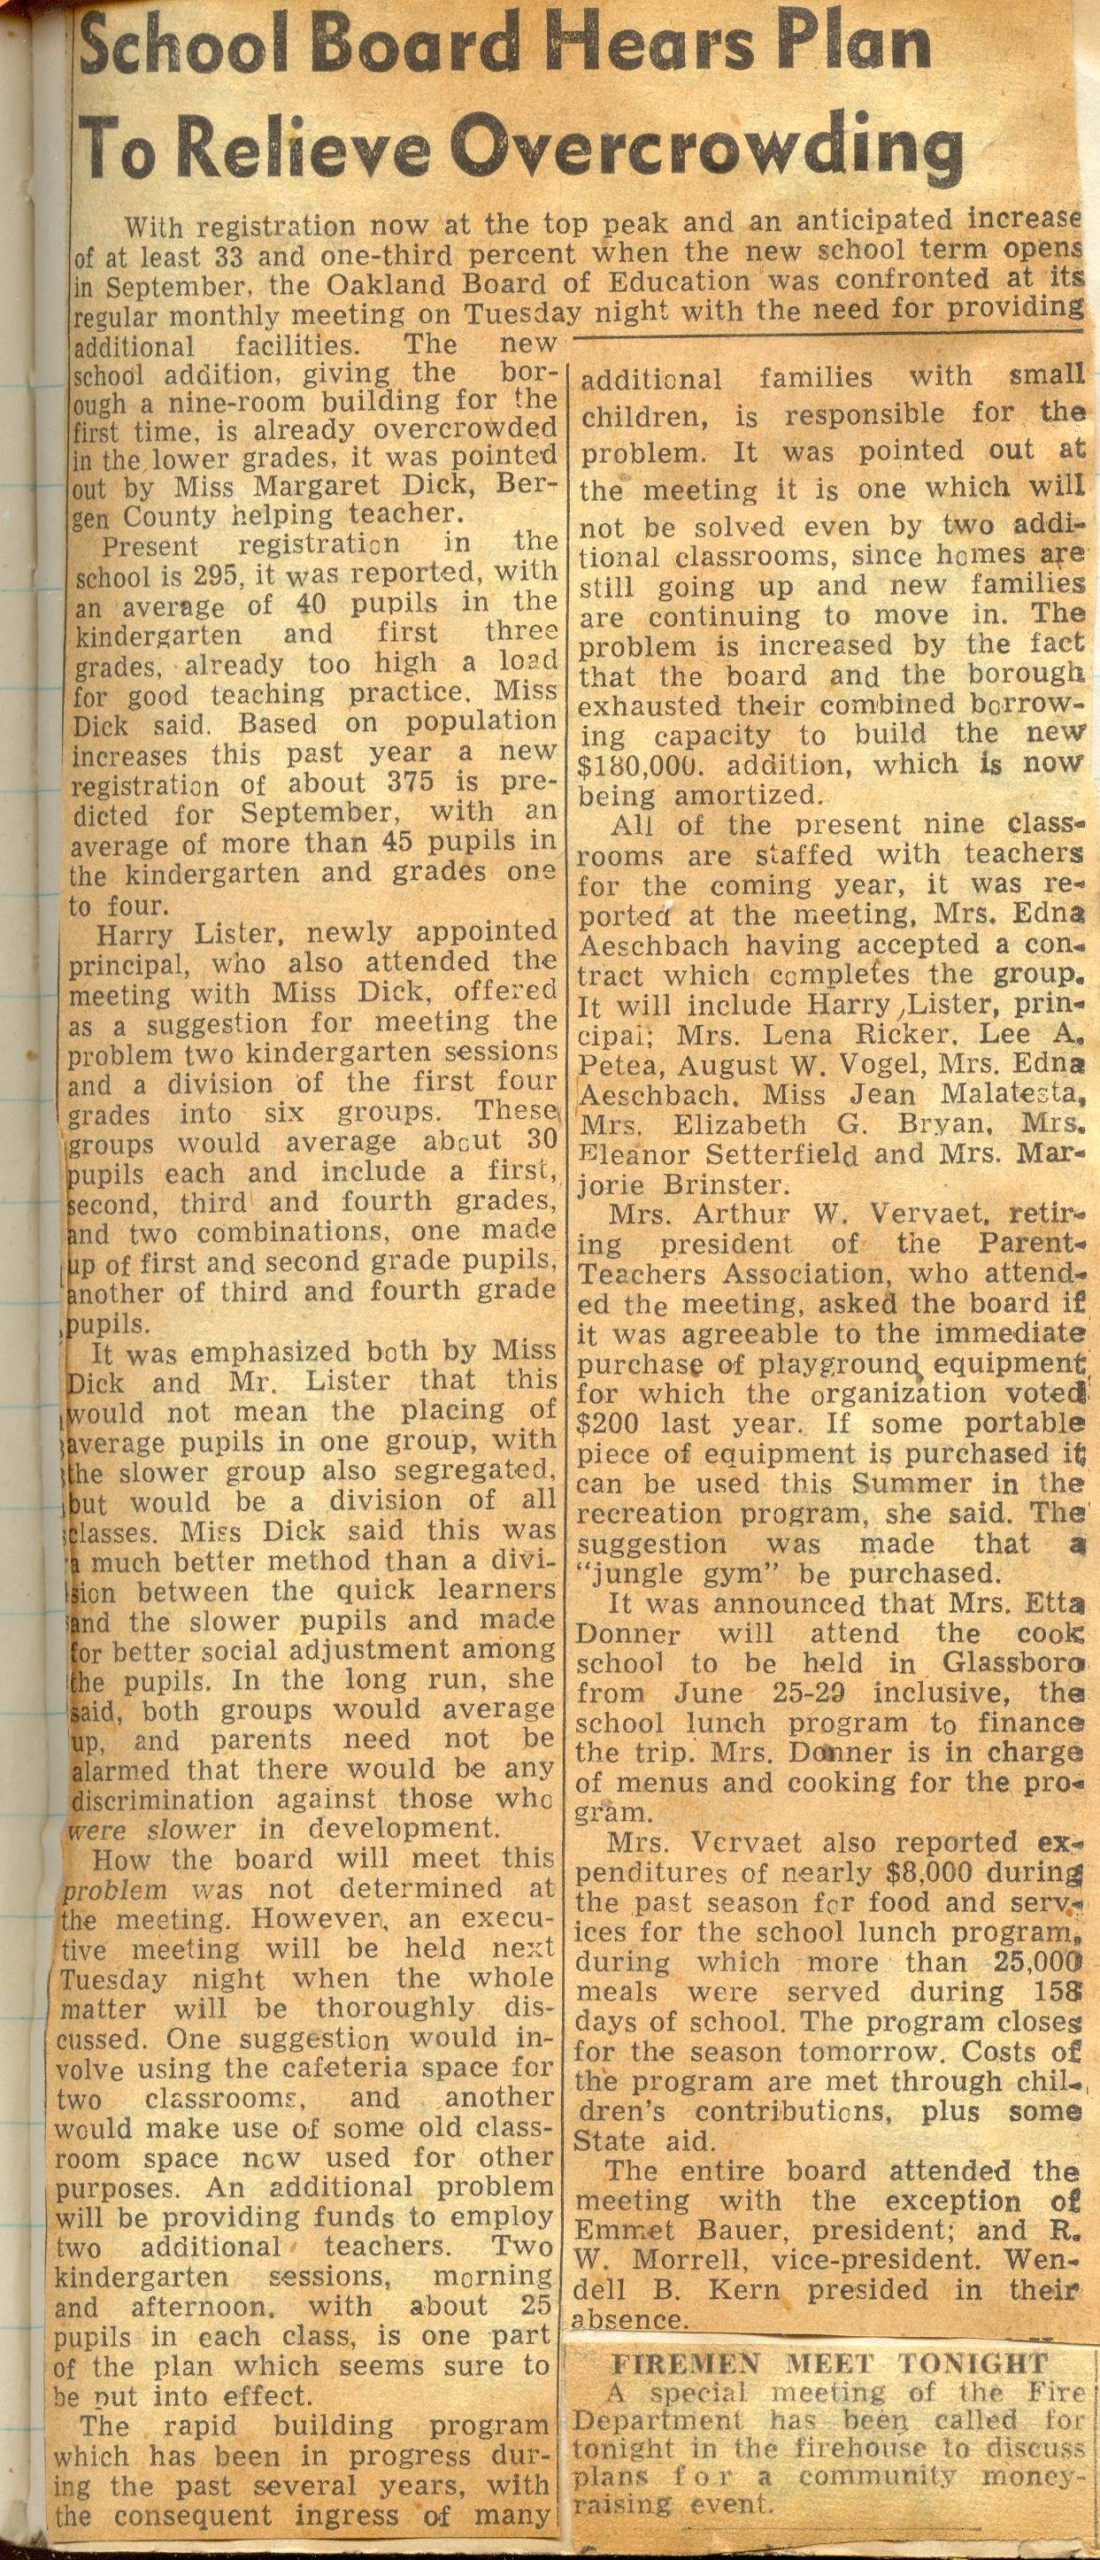 School Board Hears Plan
To Relieve Overcrowding
With registration now at the top peak and an anticipated increase
of at least 33 and one-third percent when the new school term opens
in September, the Oakland Board of Education was confronted at its
regular monthly meeting on Tuesday night with the need for providing
additional facilities. The new
school addition, giving the bor-
ough a nine-room building for the
first time, is already overcrowded
in the lower grades, it was pointed
out by Miss Margaret Dick, Ber-
gen County helping teacher.
Present registration in the
school is 295, it was reported, with
an average of 40 pupils in the
kindergarten and first three
grades, already too high a load
for good teaching practice, Miss
Dick said. Based on population
increases this past year a new
registration of about 375 is pre-
dicted for September, with an
average of more than 45 pupils in
the kindergarten and grades one
to four.
Harry Lister, newly appointed
principal, who also attended the
meeting with Miss Dick, offered
as a suggestion for meeting the
problem two kindergarten sessions
and a division of the first four
grades into six groups. These
groups would average about 30
pupils each and include a first,
second, third and fourth grades,
and two combinations, one made
up of first and second grade pupils,
another of third and fourth grade
pupils.
It was emphasized both by Miss
Dick and Mr. Lister that this
would not mean the placing of
average pupils in one group, with
the slower group also segregated,
but would be a division of all
classes. Miss Dick said this was
a much better method than a divi-
sion between the quick learners
and the slower pupils and made
for better social adjustment among
the pupils. In the long run, she
said, both groups would average
up, and parents need not be
alarmed that there would be any
discrimination against those who
were slower in development.
How the board will meet this
problem was not determined at
the meeting. However, an execu-
tive meeting will be held next
Tuesday night when the whole
matter will be thoroughly dis-
cussed. One suggestion would in-
volve using the cafeteria space for
two classrooms, and another
would make use of some old class-
room space now used for other
purposes. An additional problem
will be providing funds to employ
two additional teachers. Two
kindergarten sessions, morning
and afternoon, with about 25
pupils in each class, is one part
of the plan which seems sure to
be put into effect.
The rapid building program
which has been in progress dur-
ing the past several years, with
the consequent ingress of many
additional families with small
children, is responsible for the
problem. It was pointed out at
the meeting it is one which will
not be solved even by two addi-
tional classrooms, since homes are
still going up and new families
are continuing to move in. The
problem is increased by the fact
that the board and the borough
exhausted their combined borrow-
ing capacity to build the new
$180,000. addition, which is now
being amortized.
All of the present nine class-
rooms are staffed with teachers
for the coming year, it was re-
ported at the meeting, Mrs. Edna
Aeschbach having accepted a con-
tract which completes the group.
It will include Harry Lister, prin-
cipal; Mrs. Lena Ricker, Lee A.
Petea, August W. Vogel, Mrs. Edna
Aeschbach, Miss Jean Malatesta,
Mrs. Elizabeth G. Bryan, Mrs.
Eleanor Setterfield and Mrs. Mar-
jorie Brinster.
Mrs. Arthur W. Vervaet, retir-
ing president of the Parent-
Teachers Association, who attend-
ed the meeting, asked the board if
it was agreeable to the immediate
purchase of playground equipment
for which the organization voted
$200 last year. If some portable
piece of equipment is purchased it
can be used this Summer in the
recreation program, she said. The
suggestion was made that a
“jungle gym” be purchased.
It was announced that Mrs. Etta
Donner will attend the cook
school to be held in Glassboro
from June 25-29 inclusive, the
school lunch program to finance
the trip. Mrs. Donner is in charge
of menus and cooking for the pro-
gram.
Mrs. Vervaet also reported ex-
penditures of nearly $8,000 during
the past season for food and serv-
ices for the school lunch program,
during which more than 25,000
meals were served during 158
days of school. The program closes
for the season tomorrow. Costs of
the program are met through chil-
dren's contributions, plus some
State aid.
The entire board attended the
meeting with the exception of
Emmet Bauer, president; and R.
W. Morrell, vice-president. Wen-
dell B. Kern presided in their
absence.
FIREMEN MEET TONIGHT
A special meeting of the Fire
Department has been called for
tonight in the firehouse to discuss
plans for a community money-
raising event.